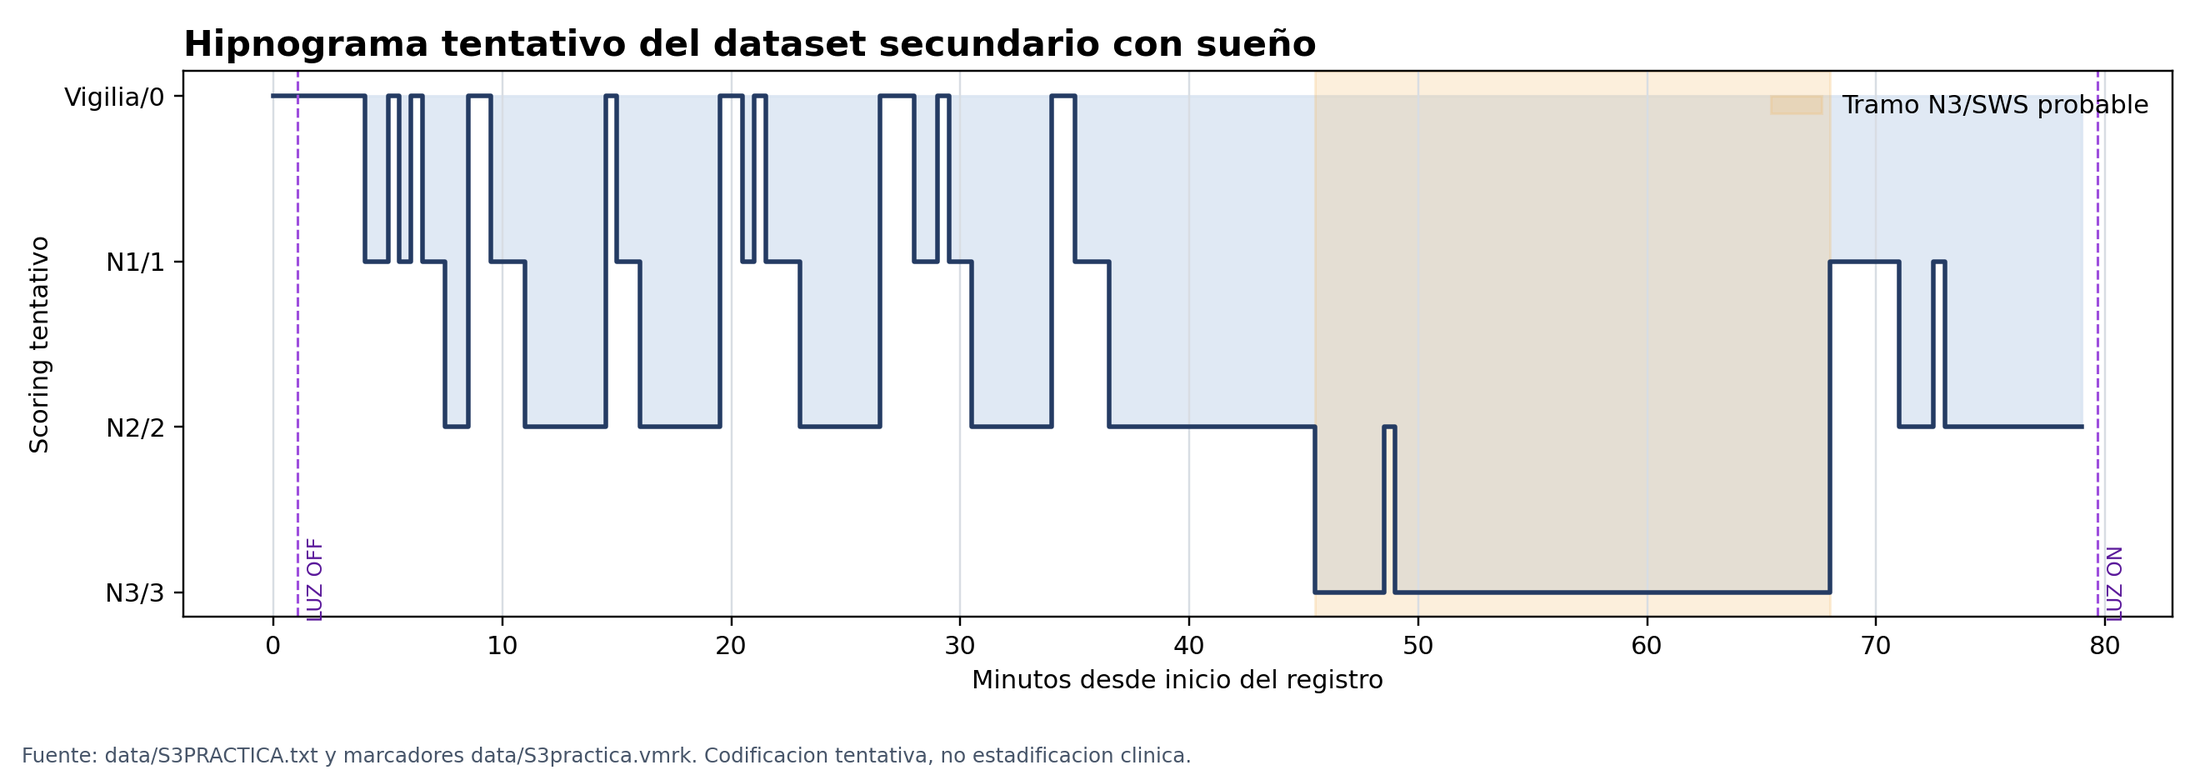 Hipnograma tentativo del dataset secundario con sueño
Scoring tentativo
Vigilia/0
N1/1
N2/2
N3/3
Tramo N3/SWS probable
LUZ OFF
LUZ ON
0 10 20 30 40 50 60 70 80
Minutos desde inicio del registro
Fuente: data/S3PRACTICA.txt y marcadores data/S3practica.vmrk. Codificacion tentativa, no estadificacion clinica.